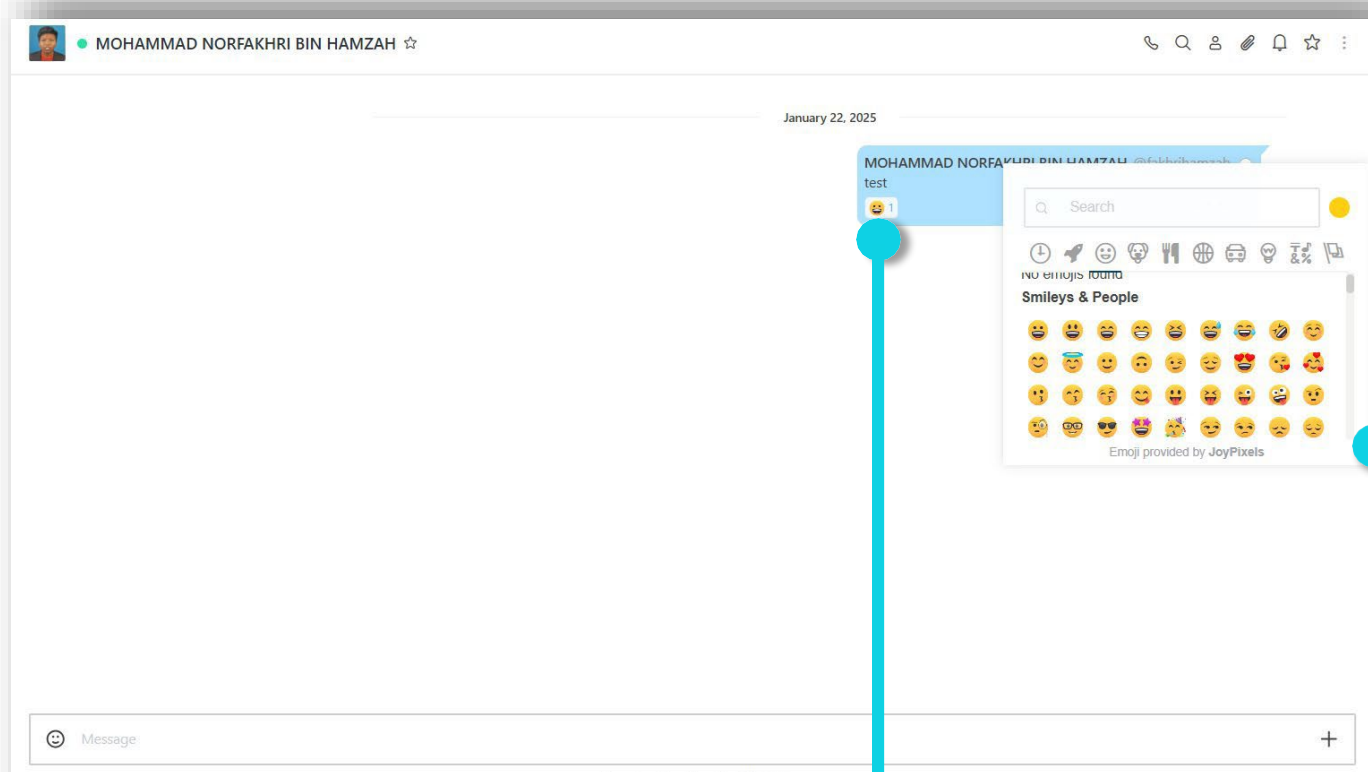 MOHAMMAD NORFAKHRI BIN HAMZAH
January 22, 2025
MOHAMMAD NORFAKHRI BIN HAMZAH @fakhrihamzah
test
1
Search
No emojis found
Smileys & People
Emoji provided by JoyPixels
Message